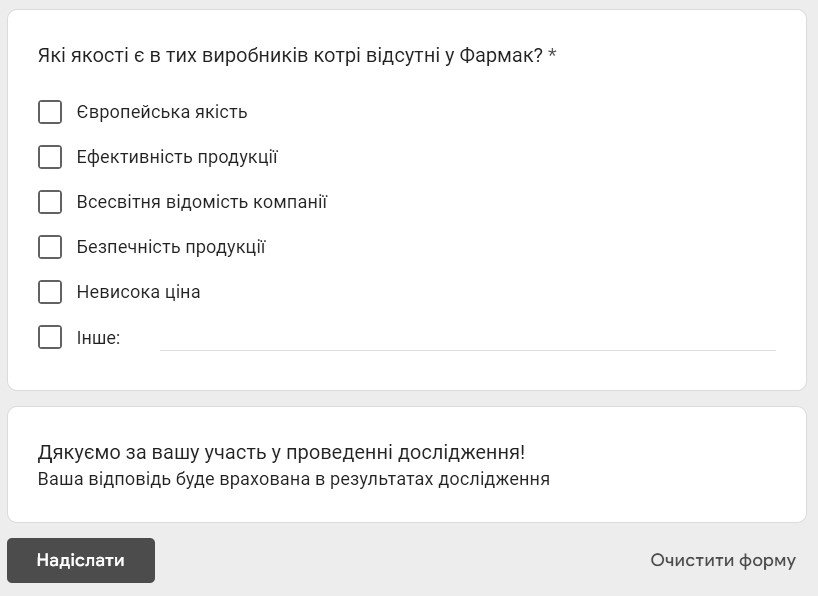 Які якості є в тих виробників котрі відсутні у Фармак? *
Європейська якість
Ефективність продукції
Всесвітня відомість компанії
Безпечність продукції
Невисока ціна
Інше:
Дякуємо за вашу участь у проведенні дослідження!
Ваша відповідь буде врахована в результатах дослідження
Надіслати
Очистити форму